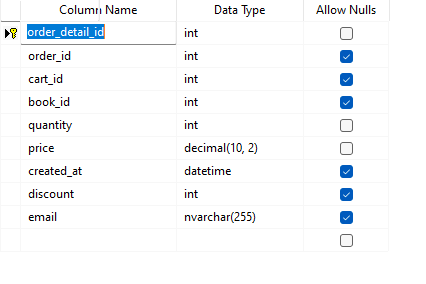 Column Name Data Type Allow Nulls
order_detail_id int
order_id int
cart_id int
book_id int
quantity int
price decimal(10, 2)
created_at datetime
discount int
email nvarchar(255)